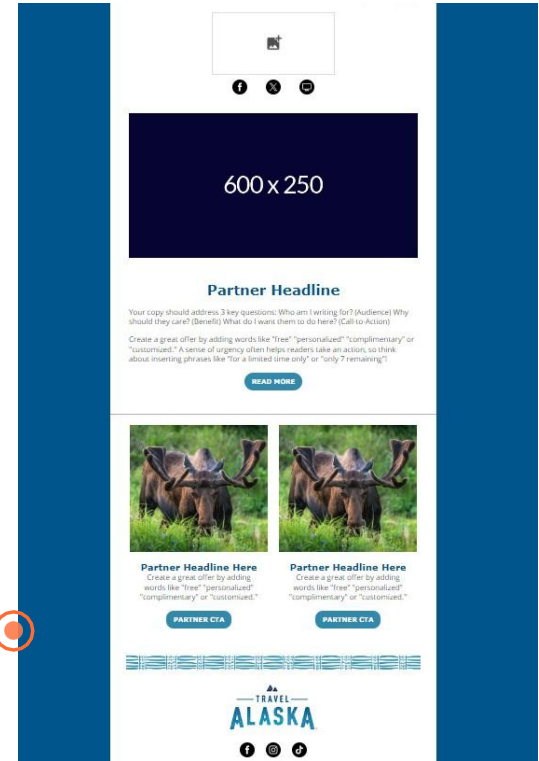 600 x 250
Partner Headline
Your copy should address 3 key questions: Who am I writing for? (Audience) Why
should they care? (Benefit) What do I want them to do here? (Call-to-Action)
Create a great offer by adding words like "free" "personalized" "complimentary" or
"customized." A sense of urgency often helps readers take an action, so think
about inserting phrases like "for a limited time only" or "only 7 remaining"!
READ MORE
Partner Headline Here
Create a great offer by adding
words like "free" "personalized"
"complimentary" or "customized."
PARTNER CTA
Partner Headline Here
Create a great offer by adding
words like "free" "personalized"
"complimentary" or "customized."
PARTNER CTA
TRAVEL
ALASKA